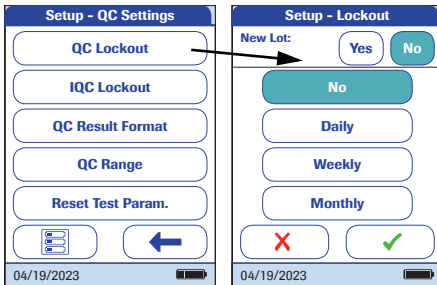 Setup - QC Settings
QC Lockout
IQC Lockout
QC Result Format
QC Range
Reset Test Param.
04/19/2023
Setup - Lockout
New Lot:
Yes
No
No
Daily
Weekly
Monthly
04/19/2023